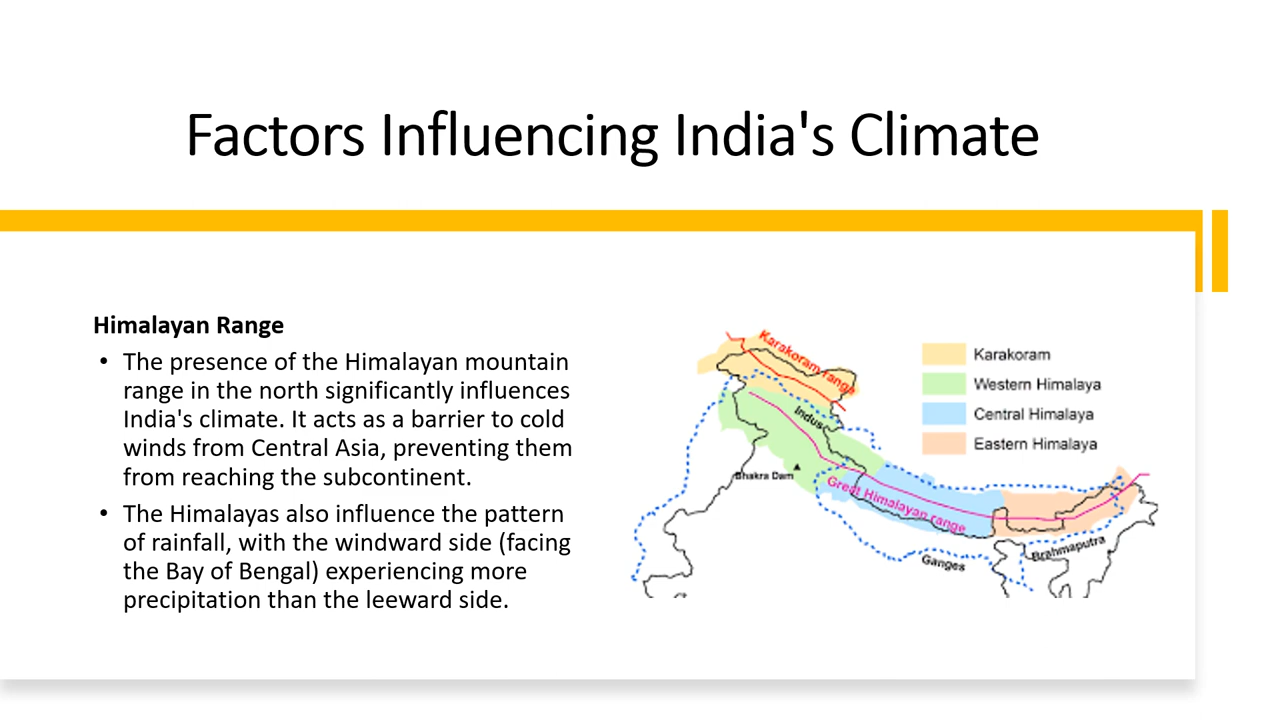 Factors Influencing India's Climate
Himalayan Range
• The presence of the Himalayan mountain
range in the north significantly influences
India's climate. It acts as a barrier to cold
winds from Central Asia, preventing them
from reaching the subcontinent.
• The Himalayas also influence the pattern
of rainfall, with the windward side (facing
the Bay of Bengal) experiencing more
precipitation than the leeward side.
Karakoram range
Indus
Bhakra Dam
Great Himalayan range
Ganges
Brahmaputra
Karakoram
Western Himalaya
Central Himalaya
Eastern Himalaya